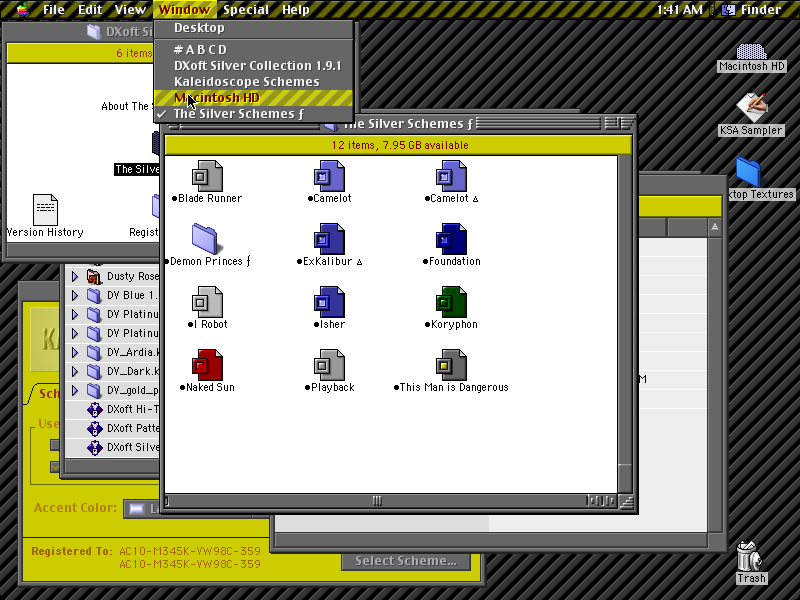 File Edit View Window Special Help 1:41 AM Finder
Desktop
# A B C D
DXoft Silver Collection 1.9.1
Kaleidoscope Schemes
Macintosh HD
✓ The Silver Schemes ƒ
DXoft Si
6 items
About The S
The Silver
Version History
Regist
The Silver Schemes ƒ
12 items, 7.95 GB available
•Blade Runner
•Camelot
•Camelot ▵
•Demon Princes ƒ
•ExKalibur ▵
•Foundation
•I Robot
•Isher
•Koryphon
•Naked Sun
•Playback
•This Man is Dangerous
Macintosh HD
KSA Sampler
ktop Textures
Trash
Dusty Rose
DV Blue 1.
DV Platinu
DV Platinu
DV_Ardia.k
DV_Dark.k
DV_gold_p
DXoft Hi-T
DXoft Patte
DXoft Silve
M
KA
Sch
Use
Accent Color:
L
Registered To: AC10-M345K-YW98C-359
AC10-M345K-YW98C-359
Select Scheme...